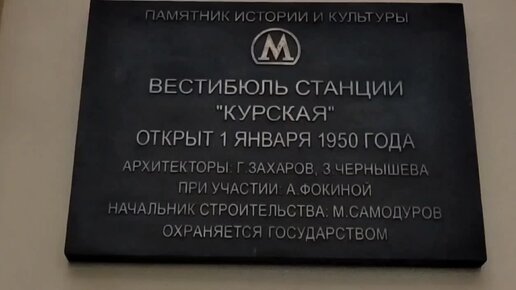 ПАМЯТНИК ИСТОРИИ И КУЛЬТУРЫ
М
ВЕСТИБЮЛЬ СТАНЦИИ
"КУРСКАЯ"
ОТКРЫТ 1 ЯНВАРЯ 1950 ГОДА
АРХИТЕКТОРЫ: Г.ЗАХАРОВ, З.ЧЕРНЫШЕВА
ПРИ УЧАСТИИ: А.ФОКИНОЙ
НАЧАЛЬНИК СТРОИТЕЛЬСТВА: М.САМОДУРОВ
ОХРАНЯЕТСЯ ГОСУДАРСТВОМ